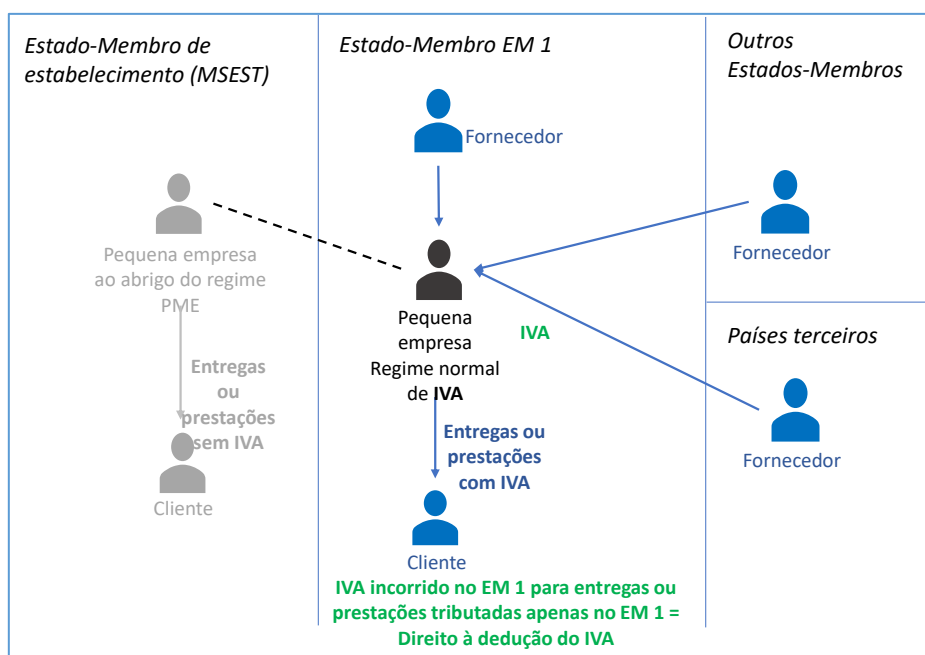 Estado-Membro de
estabelecimento (MSEST)
Pequena empresa
ao abrigo do regime
PME
Entregas
ou
prestações
sem IVA
Cliente
Estado-Membro EM 1
Fornecedor
Pequena
empresa
Regime normal
de IVA
IVA
Entregas ou
prestações
com IVA
Cliente
IVA incorrido no EM 1 para entregas ou
prestações tributadas apenas no EM 1 =
Direito à dedução do IVA
Outros
Estados-Membros
Fornecedor
Países terceiros
Fornecedor